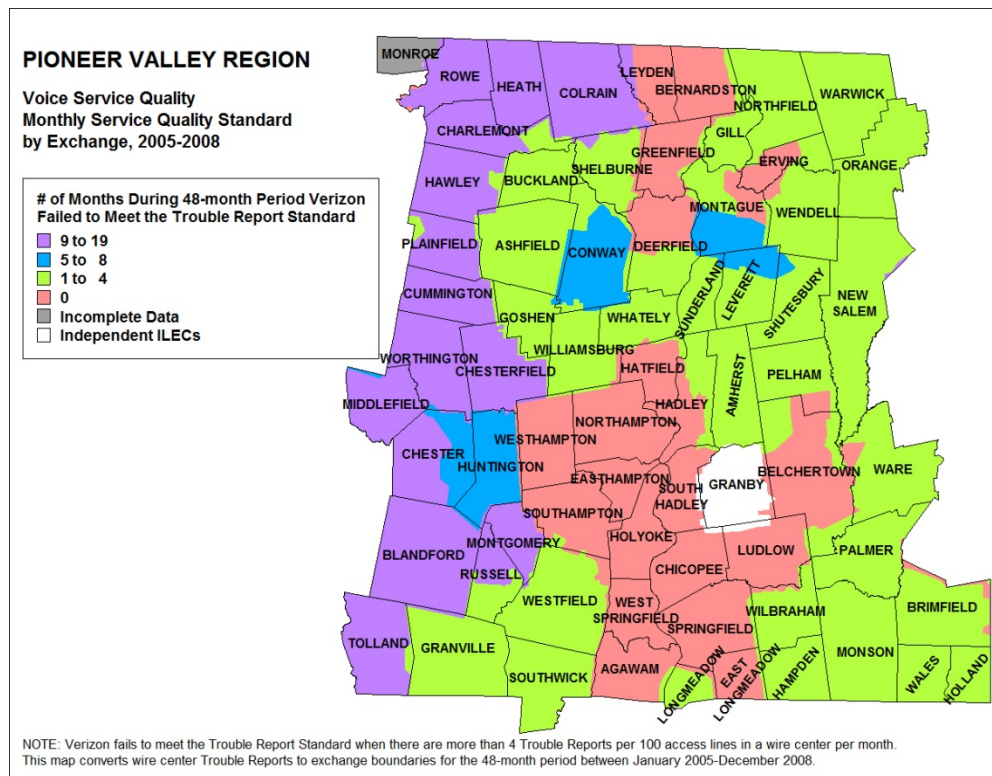 PIONEER VALLEY REGION
Voice Service Quality
Monthly Service Quality Standard
by Exchange, 2005-2008
# of Months During 48-month Period Verizon
Failed to Meet the Trouble Report Standard
9 to 19
5 to 8
1 to 4
0
Incomplete Data
Independent ILECs
MONROE
ROWE
HEATH
COLRAIN
LEYDEN
BERNARDSTON
NORTHFIELD
WARWICK
CHARLEMONT
SHELBURNE
GREENFIELD
GILL
ERVING
ORANGE
HAWLEY
BUCKLAND
MONTAGUE
WENDELL
PLAINFIELD
ASHFIELD
CONWAY
DEERFIELD
SUNDERLAND
LEVERETT
SHUTESBURY
NEW
SALEM
CUMMINGTON
GOSHEN
WHATELY
WILLIAMSBURG
WORTHINGTON
CHESTERFIELD
HATFIELD
AMHERST
PELHAM
MIDDLEFIELD
HADLEY
NORTHAMPTON
WESTHAMPTON
CHESTER
HUNTINGTON
EASTHAMPTON
SOUTH
HADLEY
GRANBY
BELCHERTOWN
WARE
SOUTHAMPTON
MONTGOMERY
HOLYOKE
LUDLOW
PALMER
BLANDFORD
RUSSELL
CHICOPEE
WESTFIELD
WEST
SPRINGFIELD
SPRINGFIELD
WILBRAHAM
BRIMFIELD
TOLLAND
GRANVILLE
SOUTHWICK
AGAWAM
LONGMEADOW
EAST
LONGMEADOW
HAMPDEN
MONSON
WALES
HOLLAND
NOTE: Verizon fails to meet the Trouble Report Standard when there are more than 4 Trouble Reports per 100 access lines in a wire center per month.
This map converts wire center Trouble Reports to exchange boundaries for the 48-month period between January 2005-December 2008.